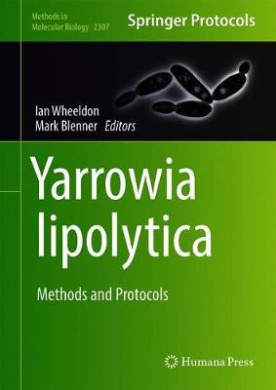 Methods in
Molecular Biology 2307
Springer Protocols
Ian Wheeldon
Mark Blenner Editors
Yarrowia
lipolytica
Methods and Protocols
Humana Press